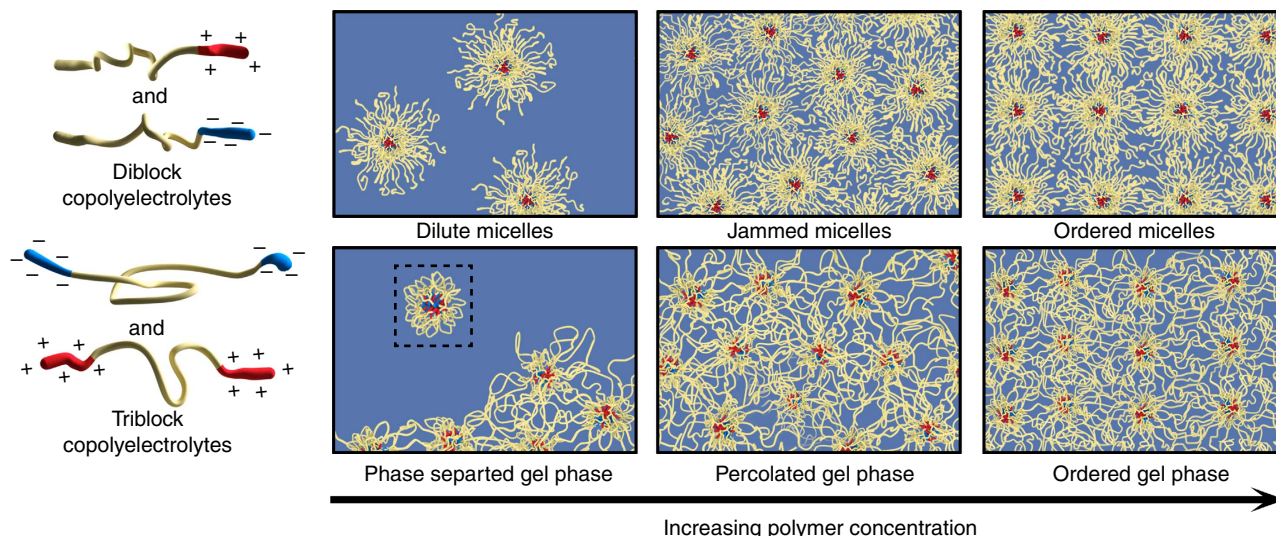 + + + +
and
− − − −
Diblock
copolyelectrolytes
Dilute micelles
Jammed micelles
Ordered micelles
− − − − − − − −
and
+ + + + + + + + + +
Triblock
copolyelectrolytes
Phase separted gel phase
Percolated gel phase
Ordered gel phase
Increasing polymer concentration